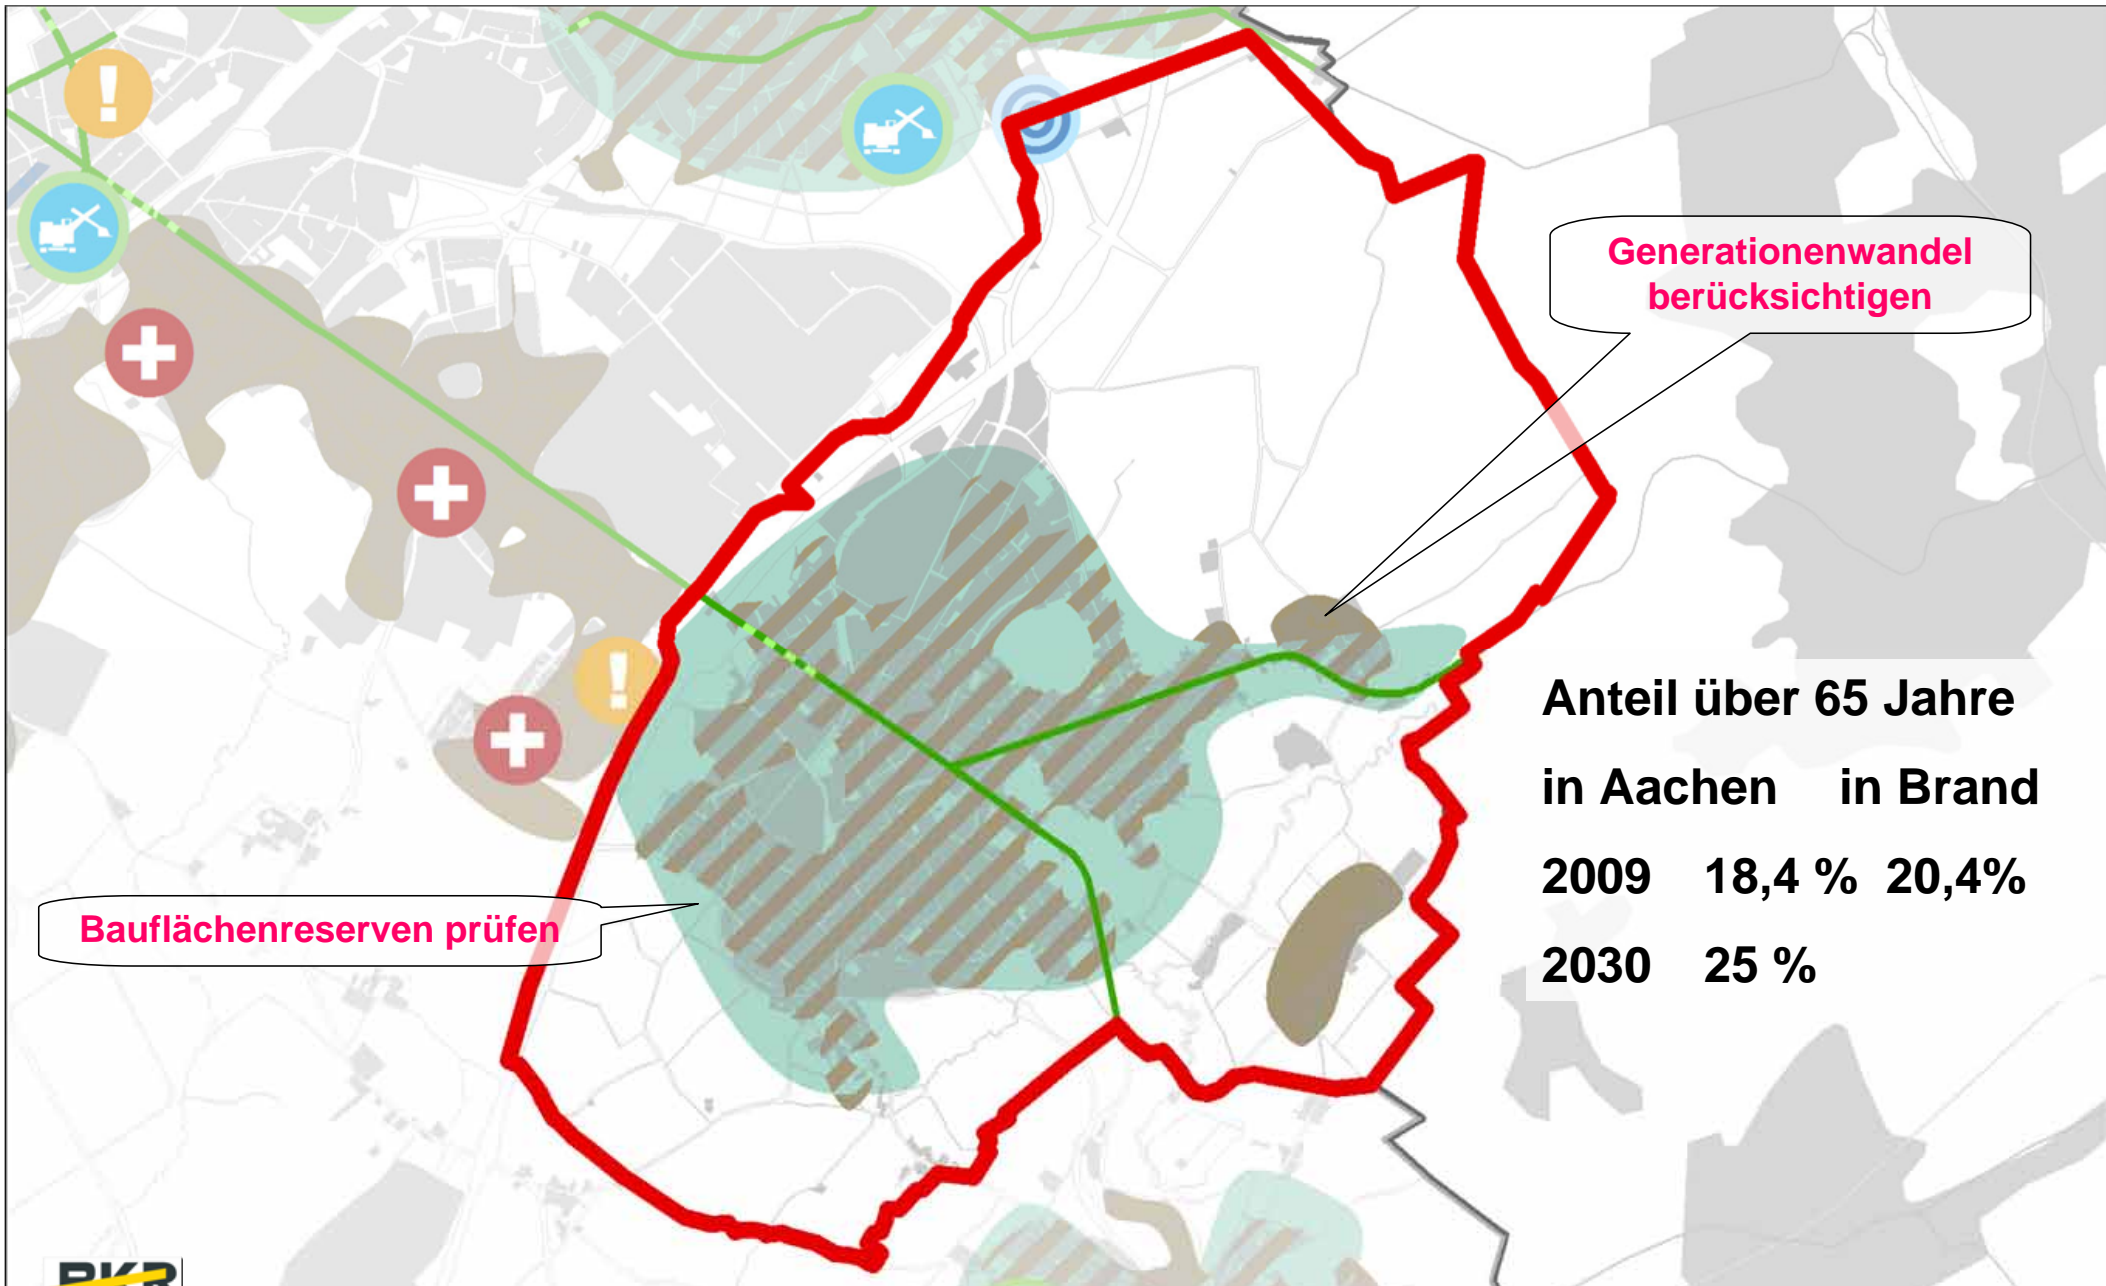 Generationenwandel
berücksichtigen
Anteil über 65 Jahre
in Aachen in Brand
2009 18,4 % 20,4%
2030 25 %
Bauflächenreserven prüfen
BKR